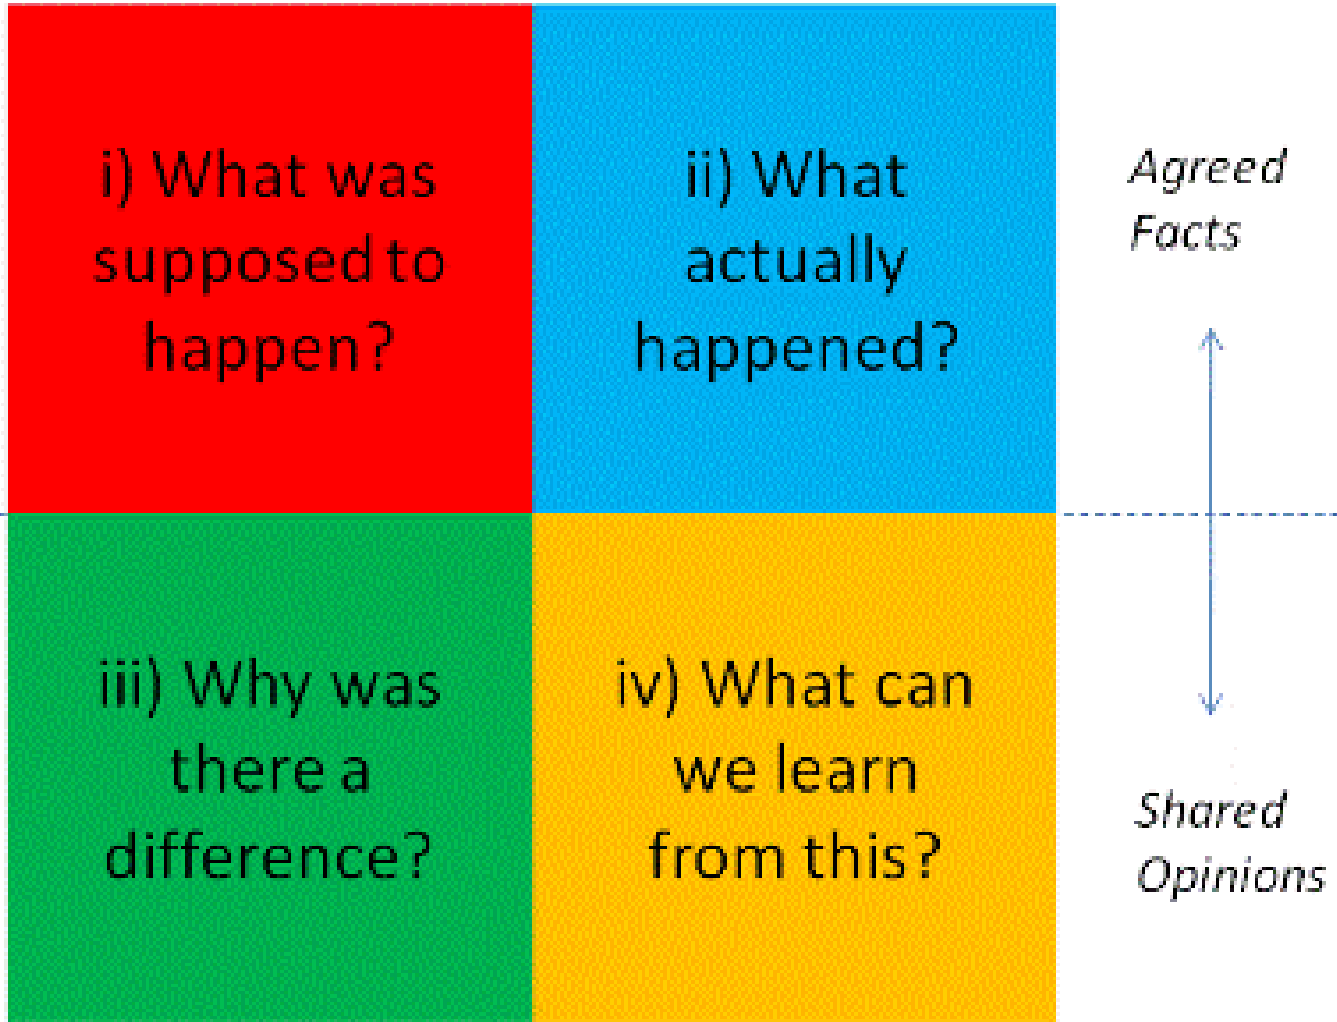 i) What was
supposed to
happen?
ii) What
actually
happened?
Agreed
Facts
iii) Why was
there a
difference?
iv) What can
we learn
from this?
Shared
Opinions